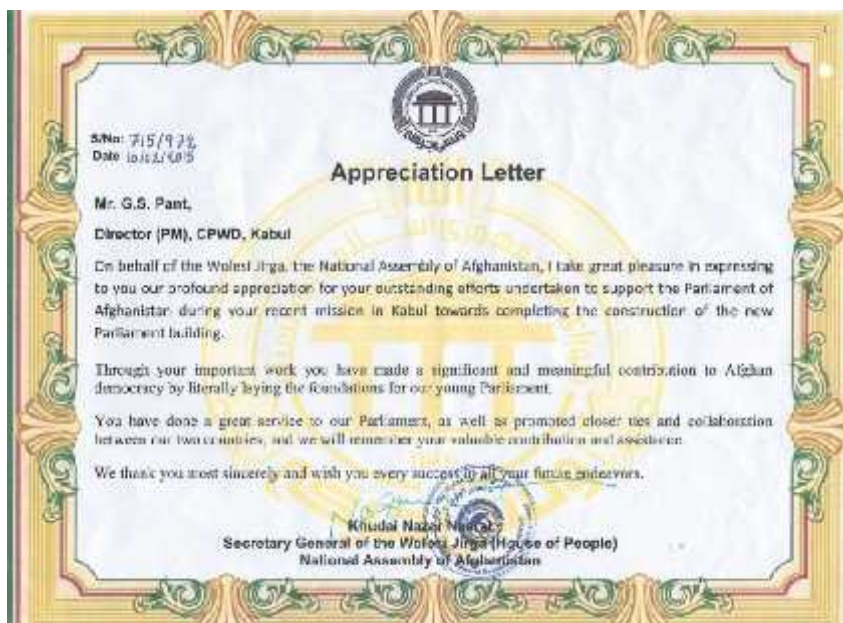 S/No: 715/972
Date
Appreciation Letter
Mr. G.S. Pant,
Director (PM), CPWD, Kabul
On behalf of the Wolesi Jirga, the National Assembly of Afghanistan, I take great pleasure in expressing
to you our profound appreciation for your outstanding efforts undertaken to support the Parliament of
Afghanistan during your recent mission in Kabul towards completing the construction of the new
Parliament building.
Through your important work you have made a significant and meaningful contribution to Afghan
democracy by literally laying the foundations for our young Parliament.
You have done a great service to our Parliament, as well as promoted closer ties and collaboration
between our two countries, and we will remember your valuable contribution and assistance.
We thank you most sincerely and wish you every success in all your future endeavors.
Khudai Nazar
Secretary General of the Wolesi Jirga (House of People)
National Assembly of Afghanistan